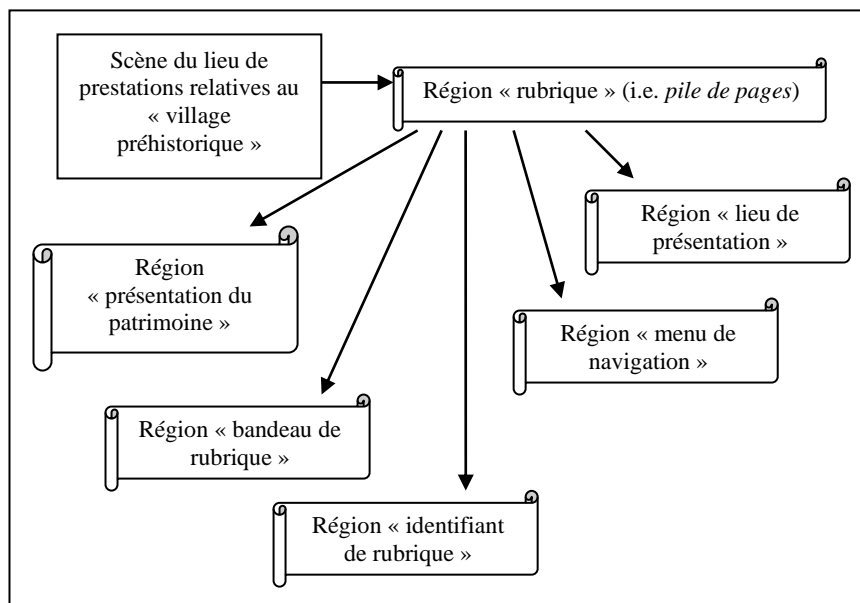 Scène du lieu de
prestations relatives au
« village
préhistorique »
Région « rubrique » (i.e. pile de pages)
Région « lieu de
présentation »
Région
« présentation du
patrimoine »
Région « menu de
navigation »
Région « bandeau de
rubrique »
Région « identifiant
de rubrique »